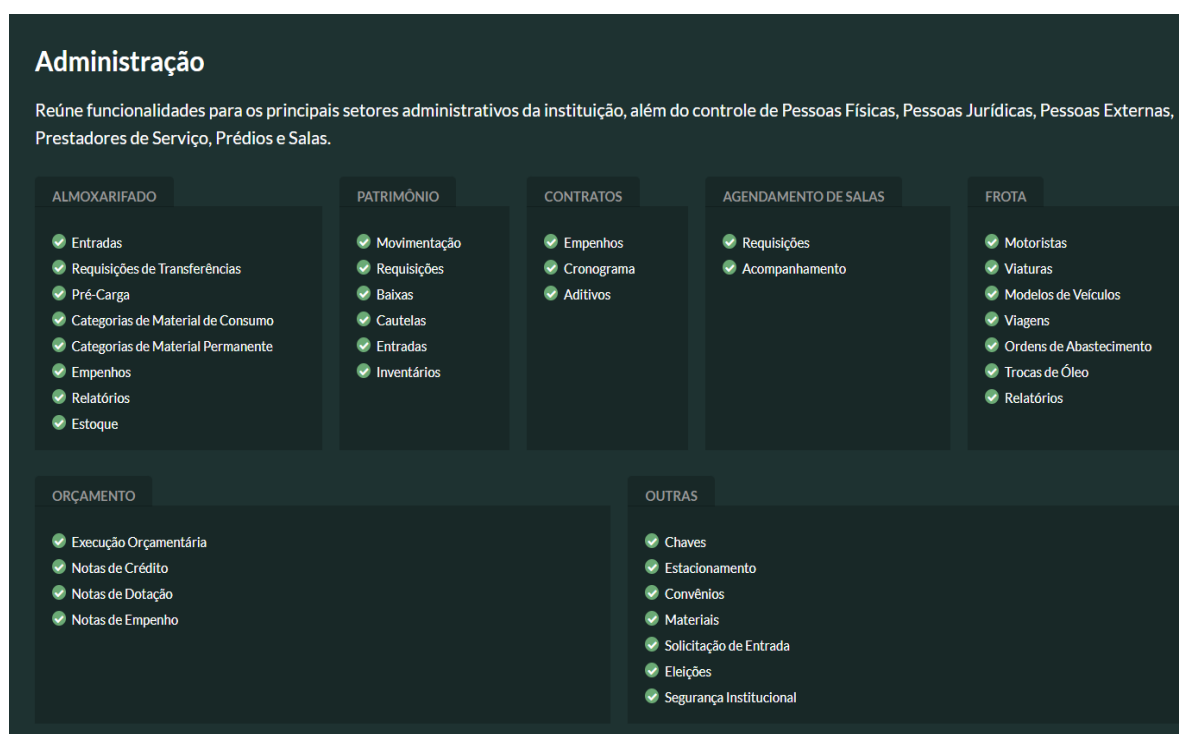 Administração
Reúne funcionalidades para os principais setores administrativos da instituição, além do controle de Pessoas Físicas, Pessoas Jurídicas, Pessoas Externas,
Prestadores de Serviço, Prédios e Salas.
ALMOXARIFADO
Entradas
Requisições de Transferências
Pré-Carga
Categorias de Material de Consumo
Categorias de Material Permanente
Empenhos
Relatórios
Estoque
PATRIMÔNIO
Movimentação
Requisições
Baixas
Cautelas
Entradas
Inventários
CONTRATOS
Empenhos
Cronograma
Aditivos
AGENDAMENTO DE SALAS
Requisições
Acompanhamento
FROTA
Motoristas
Viaturas
Modelos de Veículos
Viagens
Ordens de Abastecimento
Trocas de Óleo
Relatórios
ORÇAMENTO
Execução Orçamentária
Notas de Crédito
Notas de Dotação
Notas de Empenho
OUTRAS
Chaves
Estacionamento
Convênios
Materiais
Solicitação de Entrada
Eleições
Segurança Institucional